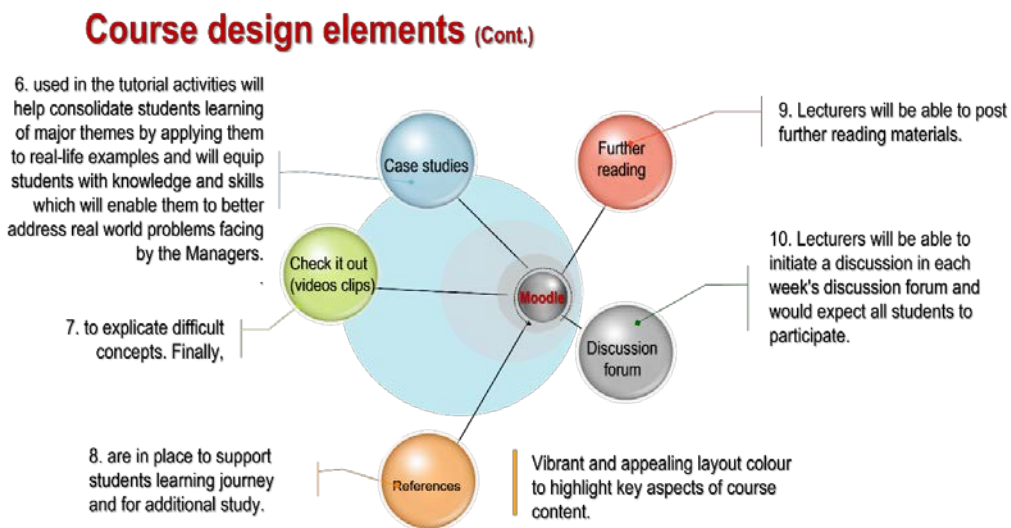 Course design elements (Cont.)
6. used in the tutorial activities will
help consolidate students learning
of major themes by applying them
to real-life examples and will equip
students with knowledge and skills
which will enable them to better
address real world problems facing
by the Managers.
.
Case studies
Further
reading
9. Lecturers will be able to post
further reading materials.
Check it out
(videos clips)
Moodle
10. Lecturers will be able to
initiate a discussion in each
week's discussion forum and
would expect all students to
participate.
7. to explicate difficult
concepts. Finally,
Discussion
forum
8. are in place to support
students learning journey
and for additional study.
References
Vibrant and appealing layout colour
to highlight key aspects of course
content.